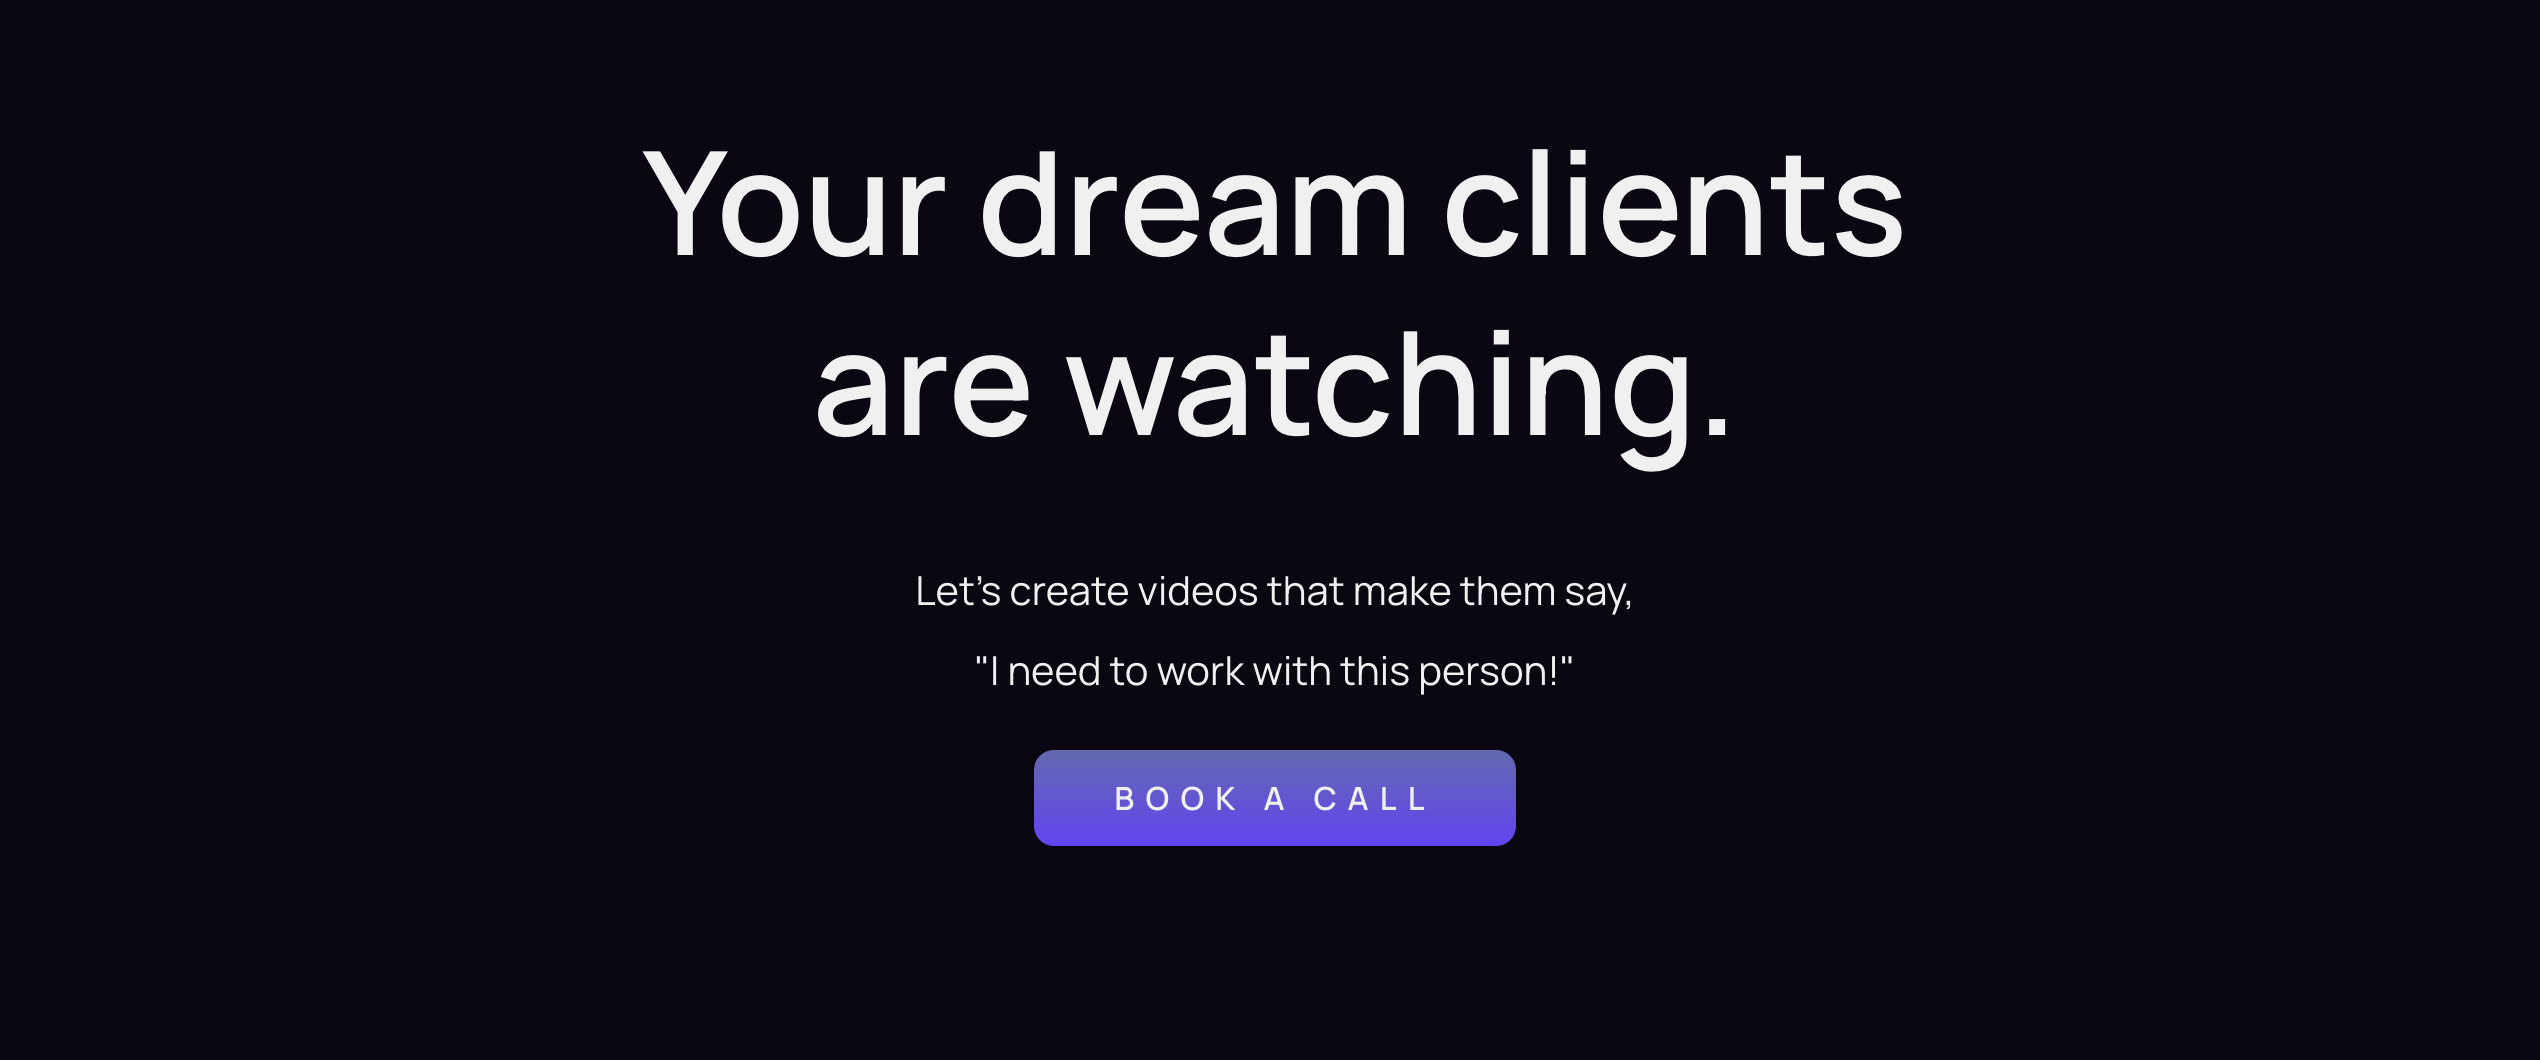 Your dream clients
are watching.
Let’s create videos that make them say,
"I need to work with this person!"
BOOK A CALL